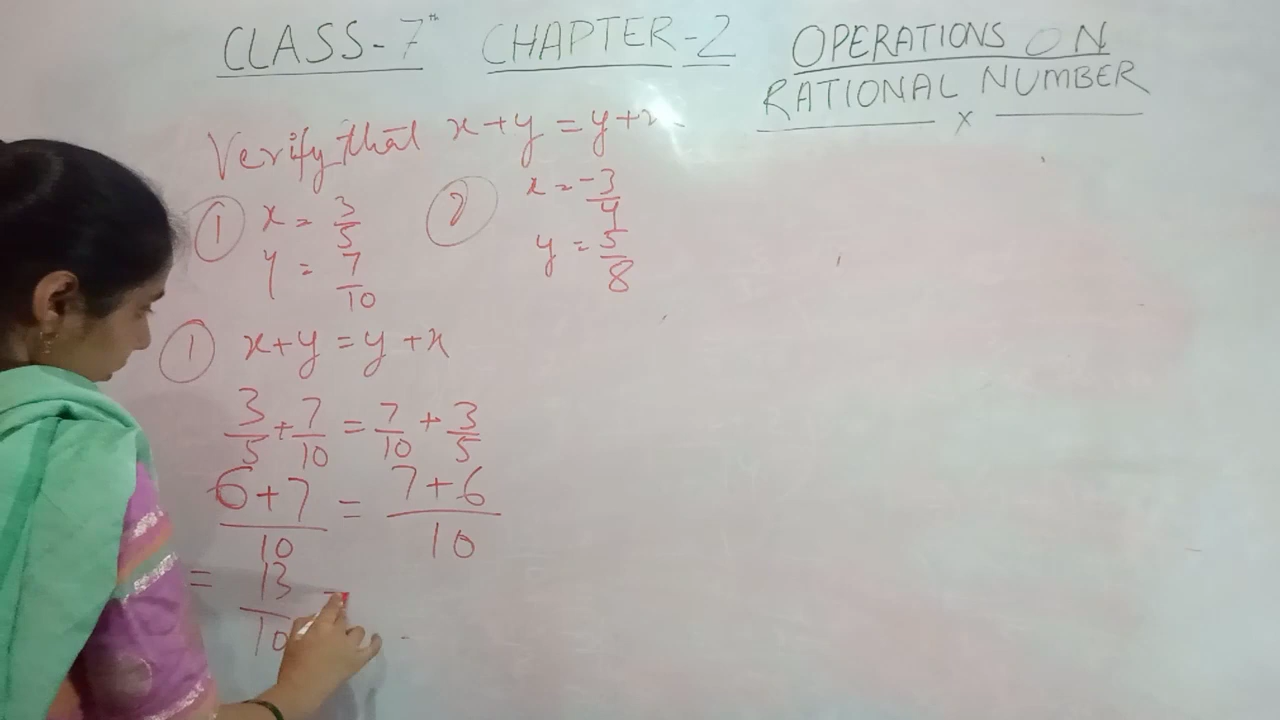 CLASS-7th CHAPTER-2 OPERATIONS ON
RATIONAL NUMBER
x
Verify that x+y=y+x
① x = 3/5
y = 7/10
② x = -3/4
y = 5/8
① x+y=y+x
3/5 + 7/10 = 7/10 + 3/5
6+7/10 = 7+6/10
= 13/10